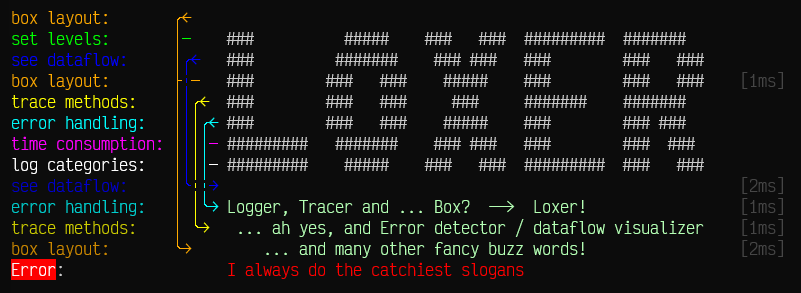 box layout:
set levels: ###          #####    ###   ### ######### #######
see dataflow: ###         #######    ### ###  ###        ###   ###
box layout: ###        ###   ###    #####    ###        ###   ### [1ms]
trace methods: ###        ###   ###     ###     #######    #######
error handling: ###        ###   ###    #####    ###        ### ###
time consumption: #########   #######    ### ###  ###        ###  ###
log categories: #########    #####    ###   ### ######### ###   ###
see dataflow: [2ms]
error handling: Logger, Tracer and ... Box? ——> Loxer! [1ms]
trace methods: ... ah yes, and Error detector / dataflow visualizer [1ms]
box layout: ... and many other fancy buzz words! [2ms]
Error: I always do the catchiest slogans